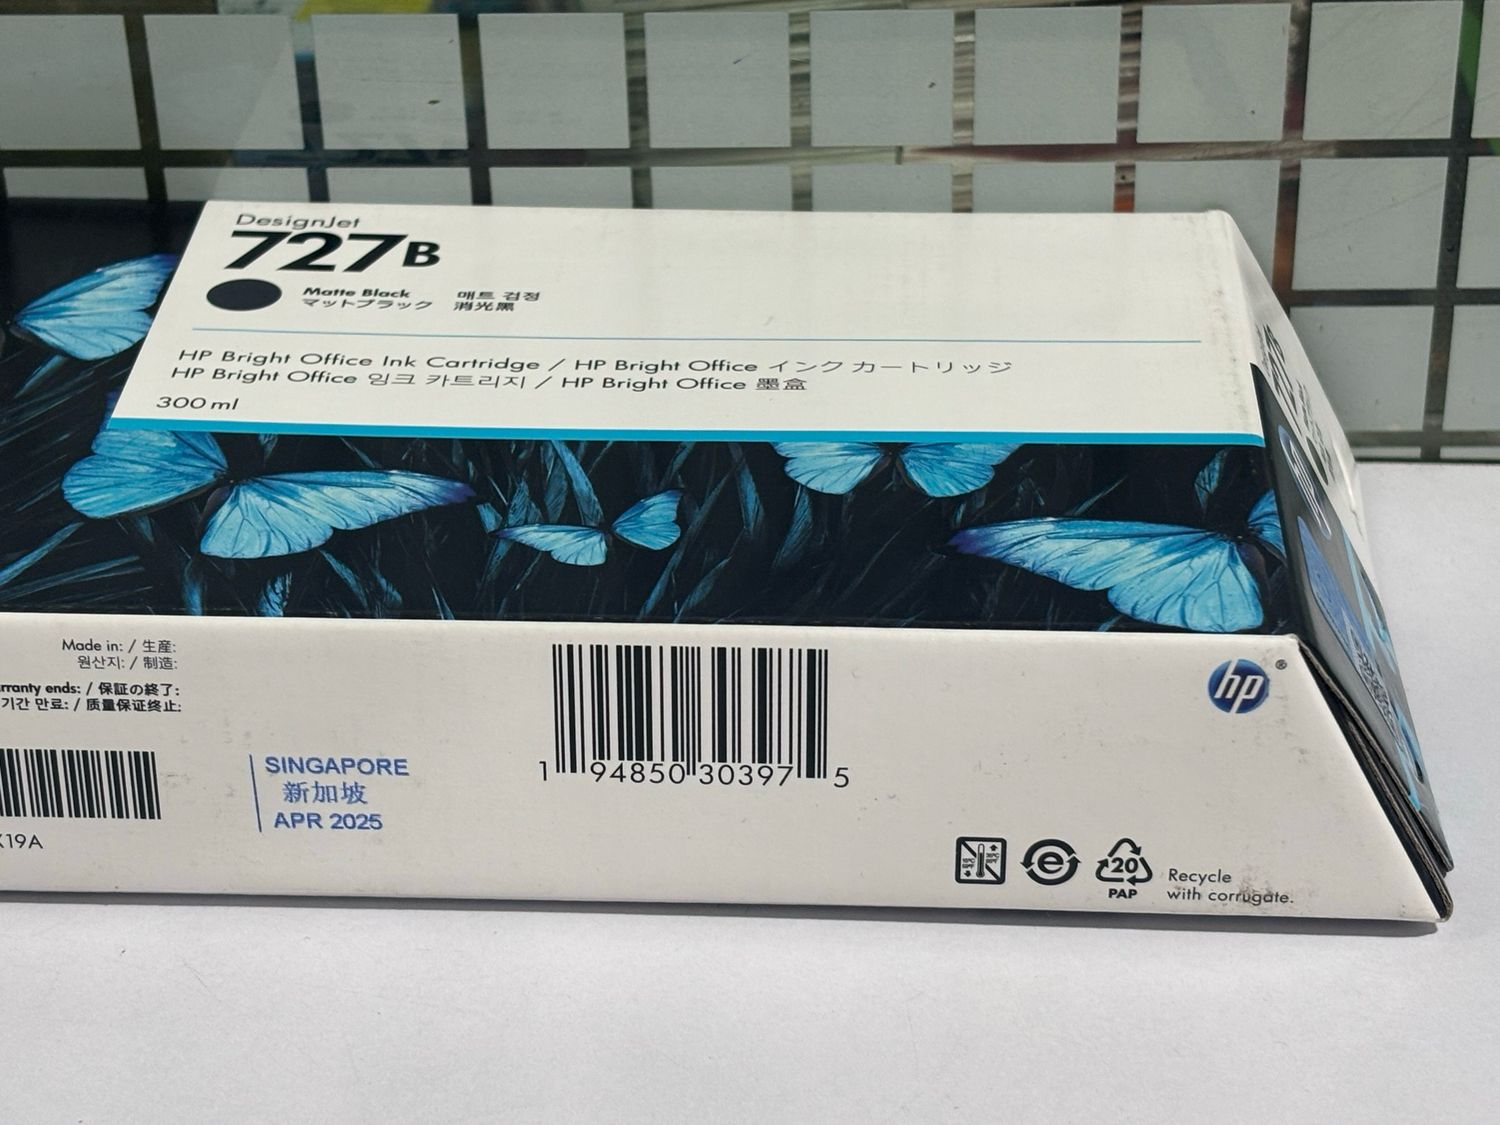 DesignJet
727B
Matte Black 매트 검정
マットブラック 消光黑
HP Bright Office Ink Cartridge / HP Bright Office インク カートリッジ
HP Bright Office 잉크 카트리지 / HP Bright Office 墨盒
300 ml
Made in: / 生産:
원산지: / 制造:
ends: / 保証の終了:
기간 만료: / 质量保证终止:
SINGAPORE
新加坡
APR 2025
1 94850 30397 5
hp
®
19A
e
20
PAP
Recycle
with corrugate.